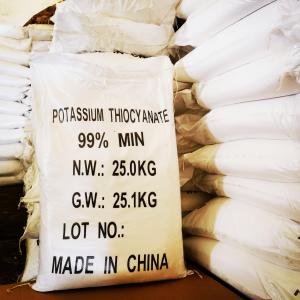 POTASSIUM THIOCYANATE
99% MIN
N.W.: 25.0KG
G.W.: 25.1KG
LOT NO.:
MADE IN CHINA